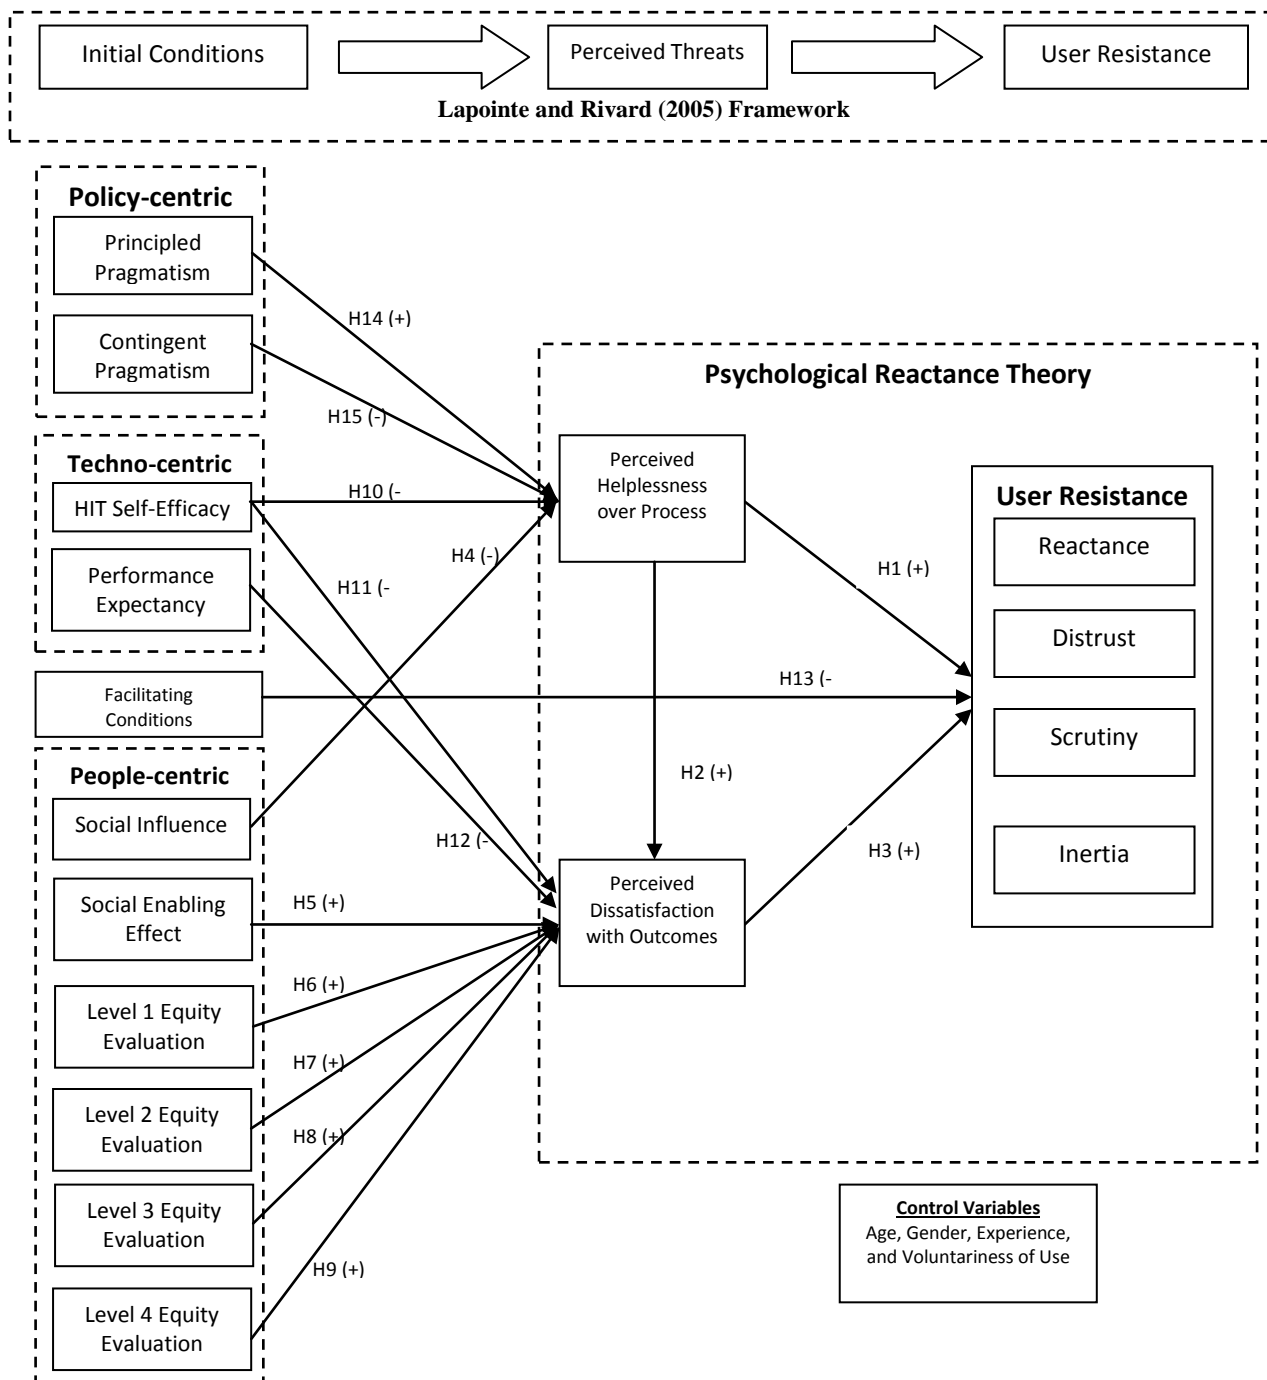 Initial Conditions
Perceived Threats
User Resistance
Lapointe and Rivard (2005) Framework
Policy-centric
Principled
Pragmatism
Contingent
Pragmatism
H14 (+)
H15 (-)
Techno-centric
HIT Self-Efficacy
Performance
Expectancy
H10 (-
H4 (-)
H11 (-
Facilitating
Conditions
H13 (-
People-centric
Social Influence
Social Enabling
Effect
Level 1 Equity
Evaluation
Level 2 Equity
Evaluation
Level 3 Equity
Evaluation
Level 4 Equity
Evaluation
H12 (-
H5 (+)
H6 (+)
H7 (+)
H8 (+)
H9 (+)
Psychological Reactance Theory
Perceived
Helplessness
over Process
H1 (+)
H2 (+)
Perceived
Dissatisfaction
with Outcomes
H3 (+)
User Resistance
Reactance
Distrust
Scrutiny
Inertia
Control Variables
Age, Gender, Experience,
and Voluntariness of Use